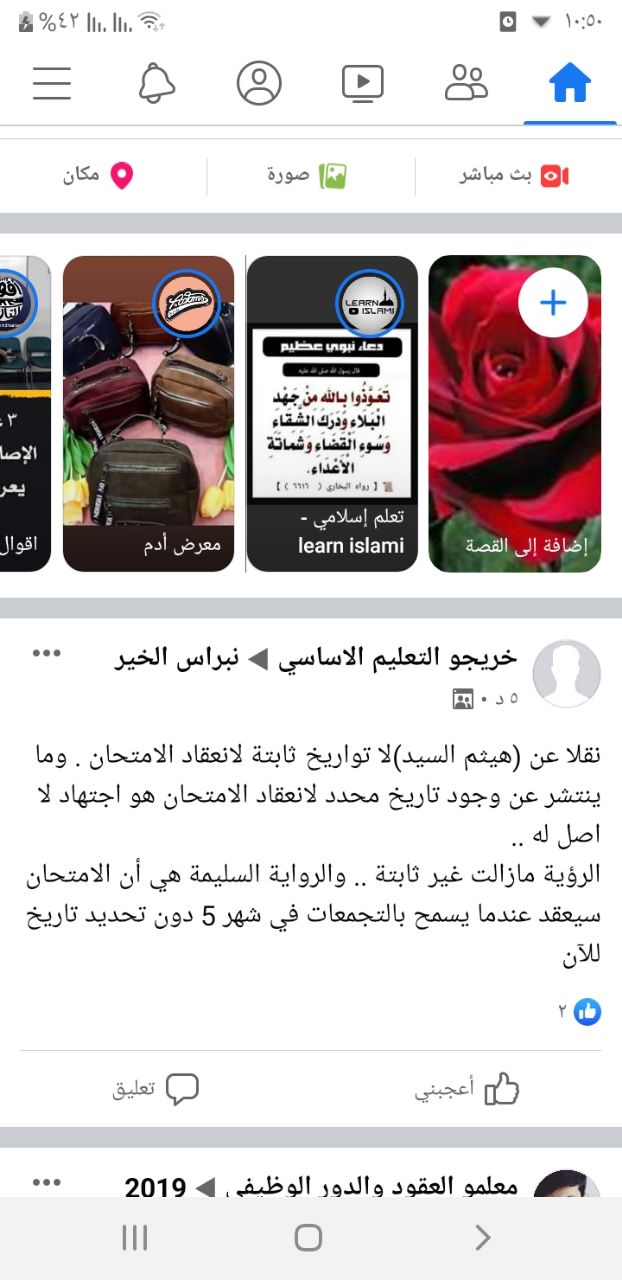 %٤٢
١٠:٥٠
بث مباشر
صورة
مكان
إضافة إلى القصة
LEARN
ISLAMI
دعاء نبوي عظيم
قال رسول الله صلى الله عليه
تَعَوَّذُوا بِاللَّهِ مِنْ جَهْدِ
الْبَلَاءِ وَدَرَكِ الشَّقَاءِ
وَسُوءِ الْقَضَاءِ وَشَمَاتَةِ
الْأَعْدَاءِ.
[ رواه البخاري ( ٦٦١٦ ) ]
تعلم إسلامي -
learn islami
معرض أدم
٣
الإصا
يعر
اقوال
خريجو التعليم الاساسي ◀ نبراس الخير
٥ د •
نقلا عن (هيثم السيد)لا تواريخ ثابتة لانعقاد الامتحان . وما
ينتشر عن وجود تاريخ محدد لانعقاد الامتحان هو اجتهاد لا
اصل له ..
الرؤية مازالت غير ثابتة .. والرواية السليمة هي أن الامتحان
سيعقد عندما يسمح بالتجمعات في شهر 5 دون تحديد تاريخ
للآن
٢
أعجبني
تعليق
معلمو العقود والدور الوظيفي ◀ 2019